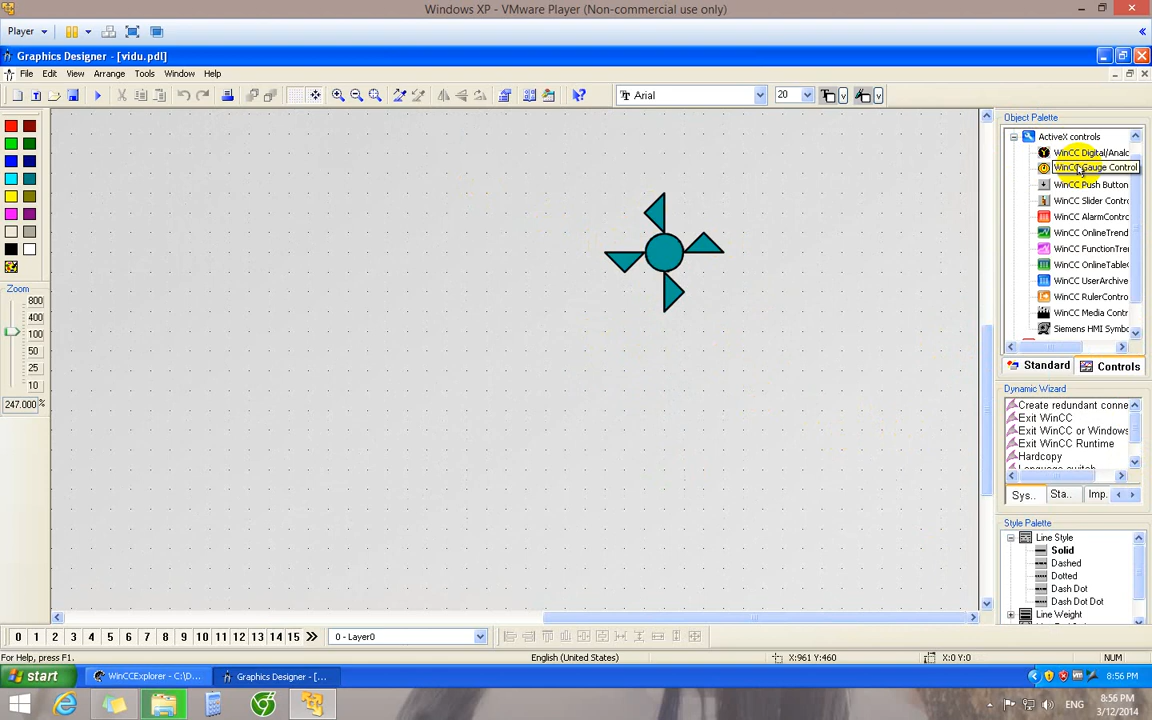 Windows XP - VMware Player (Non-commercial use only)
Player
Graphics Designer - [vidu.pdl]
File Edit View Arrange Tools Window Help
Arial 20
Object Palette
ActiveX controls
WinCC Digital/Analo
WinCC Gauge Control
WinCC Push Button
WinCC Slider Contro
WinCC AlarmContro
WinCC OnlineTrend
WinCC FunctionTre
WinCC OnlineTable
WinCC UserArchive
WinCC RulerContro
WinCC Media Contr
Siemens HMI Symbo
Standard Controls
Zoom
800
400
100
50
25
10
247.000 %
Dynamic Wizard
Create redundant conne
Exit WinCC
Exit WinCC or Windows
Exit WinCC Runtime
Hardcopy
Language switch
Sys.. Sta.. Imp.
Style Palette
Line Style
Solid
Dashed
Dotted
Dash Dot
Dash Dot Dot
Line Weight
0 1 2 3 4 5 6 7 8 9 10 11 12 13 14 15 0 - Layer0
For Help, press F1. English (United States) X:961 Y:460 X:0 Y:0 NUM
start WinCCExplorer - C:\D... Graphics Designer - [... 8:56 PM
ENG 8:56 PM
3/12/2014